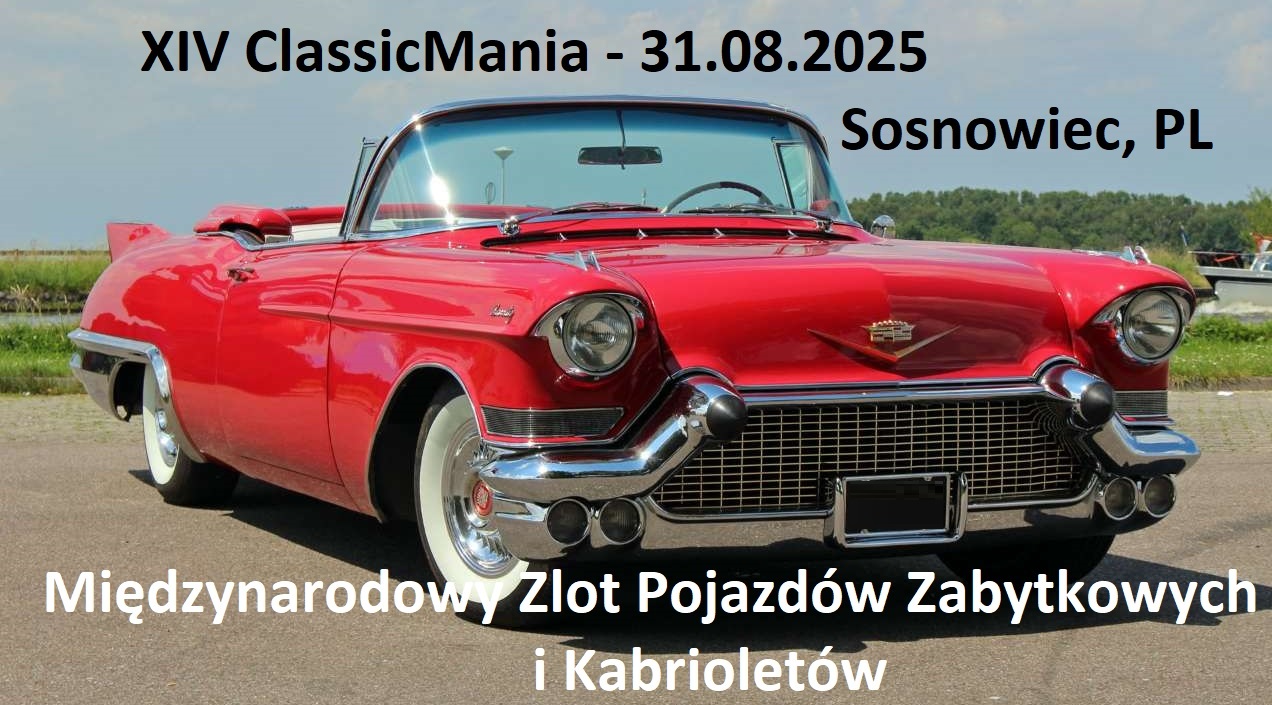 XIV ClassicMania - 31.08.2025
Sosnowiec, PL
Międzynarodowy Zlot Pojazdów Zabytkowych
i Kabrioletów